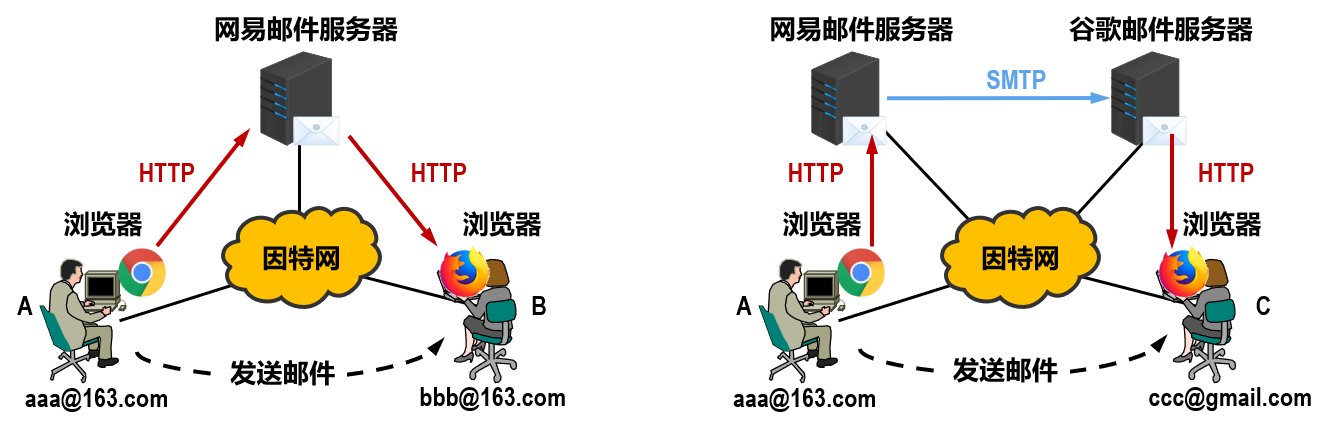 网易邮件服务器
HTTP
HTTP
浏览器
浏览器
因特网
A
B
发送邮件
aaa@163.com
bbb@163.com
网易邮件服务器
谷歌邮件服务器
SMTP
HTTP
HTTP
浏览器
浏览器
因特网
A
C
发送邮件
aaa@163.com
ccc@gmail.com